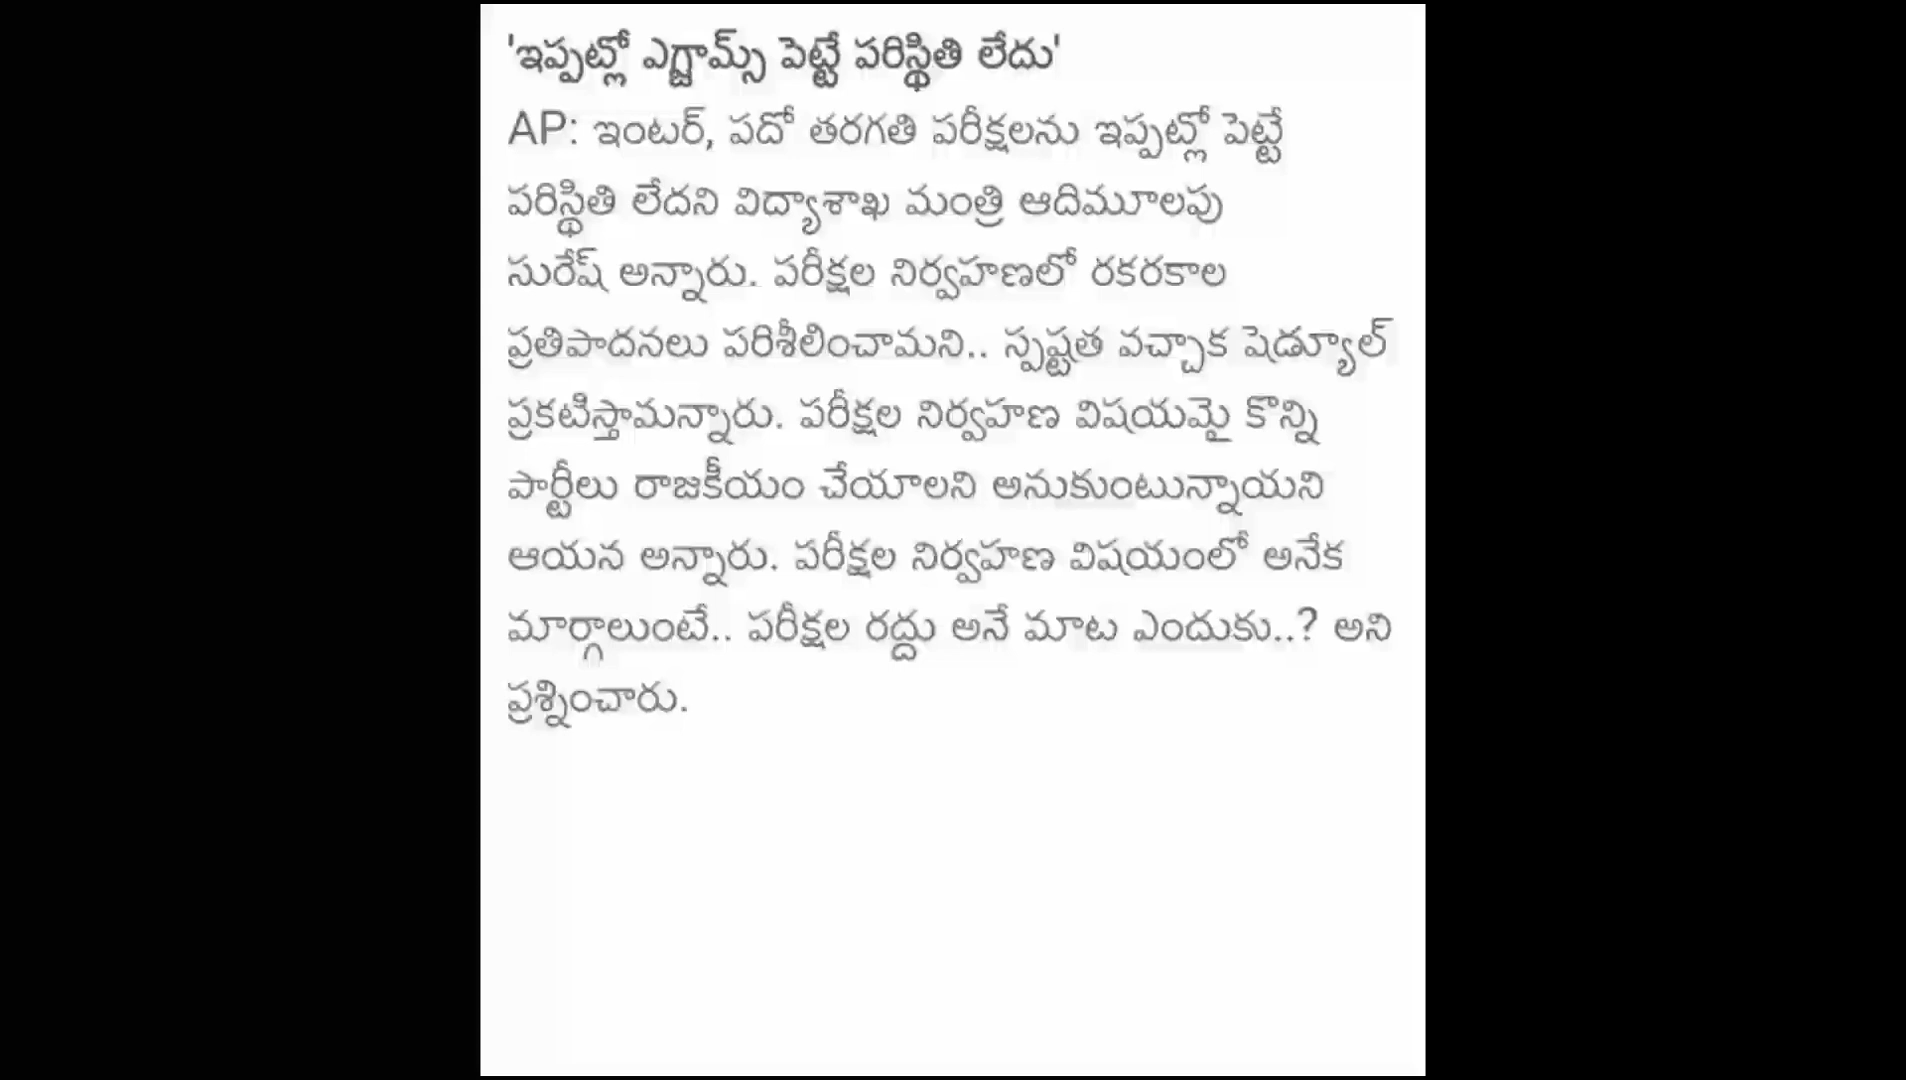 'ఇప్పట్లో ఎగ్జామ్స్ పెట్టే పరిస్థితి లేదు'
AP: ఇంటర్, పదో తరగతి పరీక్షలను ఇప్పట్లో పెట్టే
పరిస్థితి లేదని విద్యాశాఖ మంత్రి ఆదిమూలపు
సురేష్ అన్నారు. పరీక్షల నిర్వహణలో రకరకాల
ప్రతిపాదనలు పరిశీలించామని.. స్పష్టత వచ్చాక షెడ్యూల్
ప్రకటిస్తామన్నారు. పరీక్షల నిర్వహణ విషయమై కొన్ని
పార్టీలు రాజకీయం చేయాలని అనుకుంటున్నాయని
ఆయన అన్నారు. పరీక్షల నిర్వహణ విషయంలో అనేక
మార్గాలుంటే.. పరీక్షల రద్దు అనే మాట ఎందుకు..? అని
ప్రశ్నించారు.